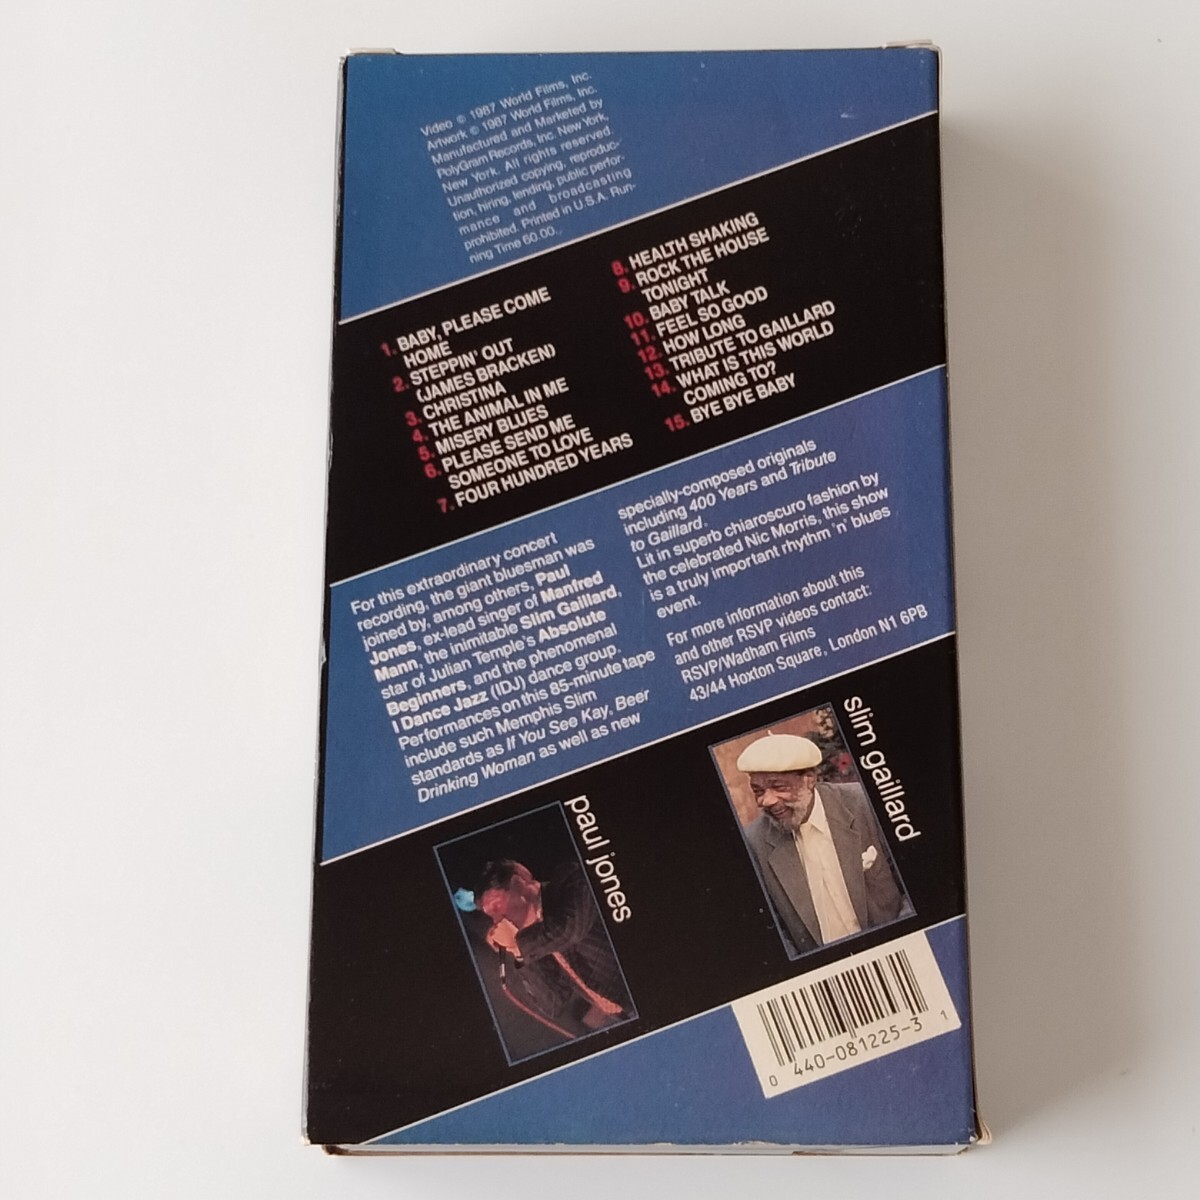 Video © 1987 World Films, Inc.
Artwork © 1987 World Films, Inc.
Manufactured and Marketed by
PolyGram Records, Inc. New York,
New York. All rights reserved.
Unauthorized copying, reproduc-
tion, hiring, lending, public perfor-
mance and broadcasting
prohibited. Printed in U.S.A. Run-
ning Time 60.00.
1. BABY, PLEASE COME
HOME
2. STEPPIN' OUT
(JAMES BRACKEN)
3. CHRISTINA
4. THE ANIMAL IN ME
5. MISERY BLUES
6. PLEASE SEND ME
SOMEONE TO LOVE
7. FOUR HUNDRED YEARS
8. HEALTH SHAKING
9. ROCK THE HOUSE
TONIGHT
10. BABY TALK
11. FEEL SO GOOD
12. HOW LONG
13. TRIBUTE TO GAILLARD
14. WHAT IS THIS WORLD
COMING TO?
15. BYE BYE BABY
For this extraordinary concert
recording, the giant bluesman was
joined by, among others, Paul
Jones, ex-lead singer of Manfred
Mann, the inimitable Slim Gaillard,
star of Julian Temple's Absolute
Beginners, and the phenomenal
I Dance Jazz (IDJ) dance group.
Performances on this 85-minute tape
include such Memphis Slim
standards as If You See Kay, Beer
Drinking Woman as well as new
specially-composed originals
including 400 Years and Tribute
to Gaillard.
Lit in superb chiaroscuro fashion by
the celebrated Nic Morris, this show
is a truly important rhythm 'n' blues
event.
For more information about this
and other RSVP videos contact:
RSVP/Wadham Films
43/44 Hoxton Square, London N1 6PB
paul jones
slim gaillard
0 440-081225-3 1